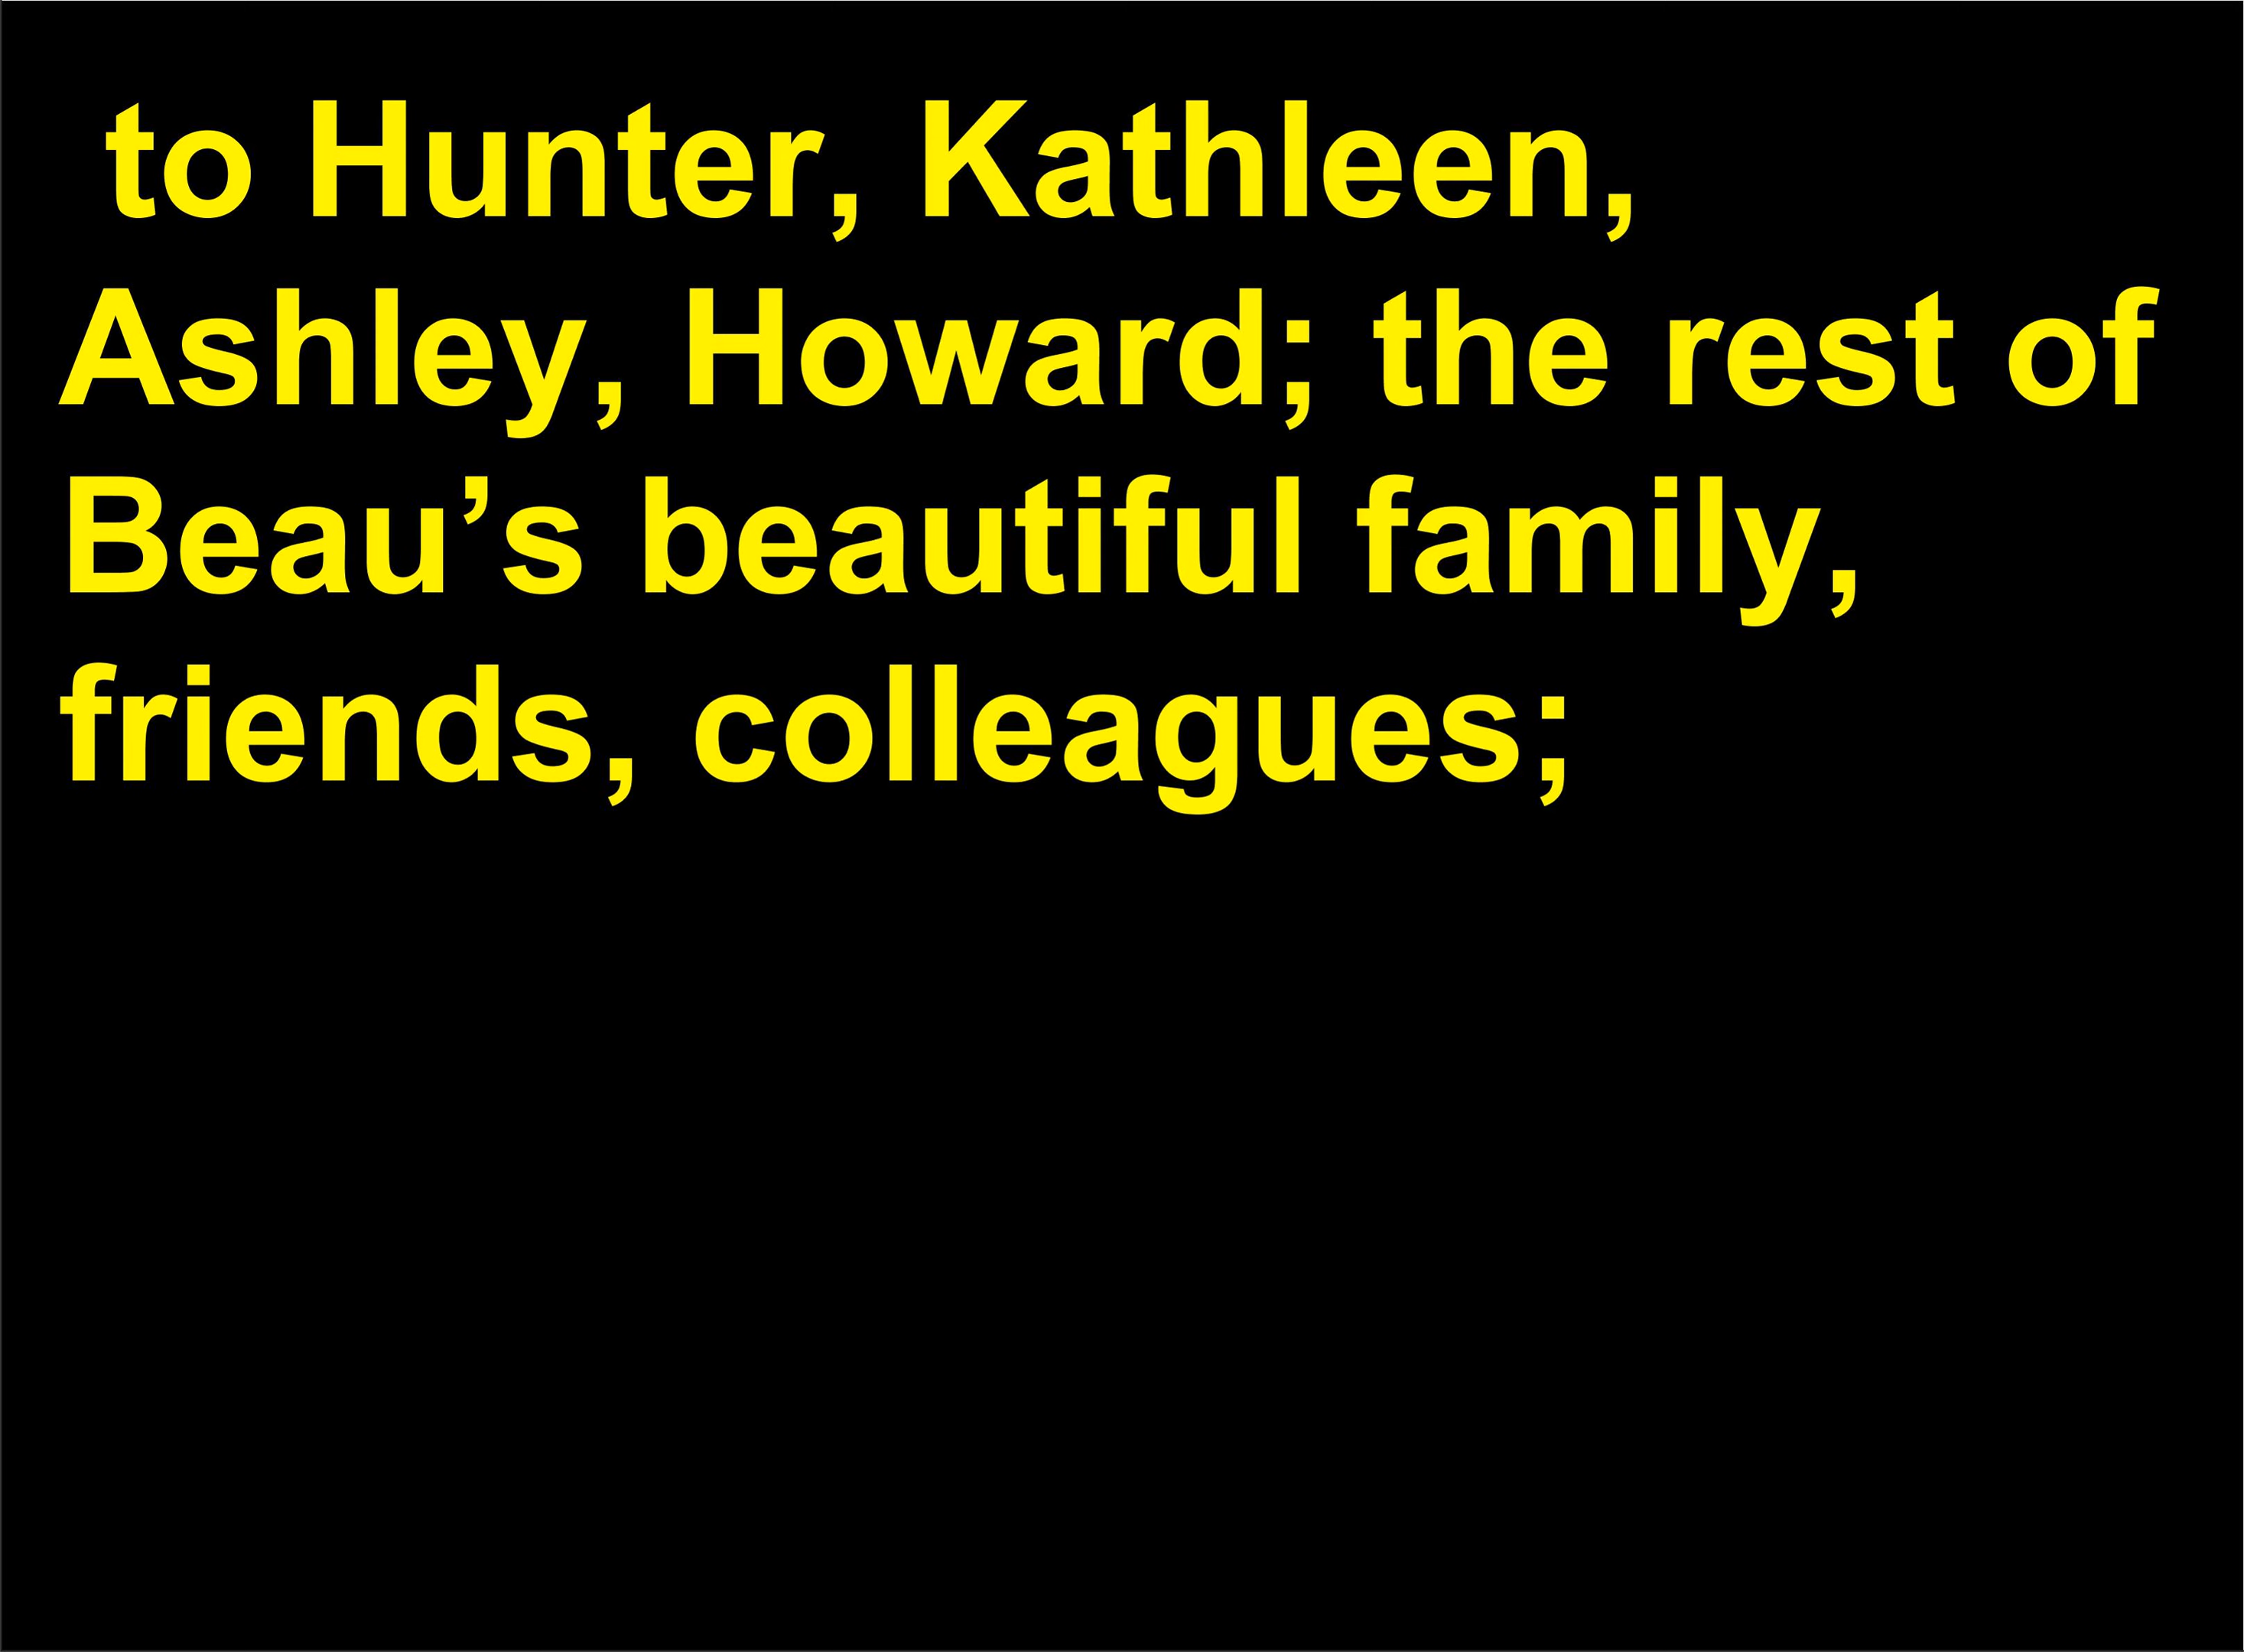 to Hunter, Kathleen,
Ashley, Howard; the rest of
Beau’s beautiful family,
friends, colleagues;